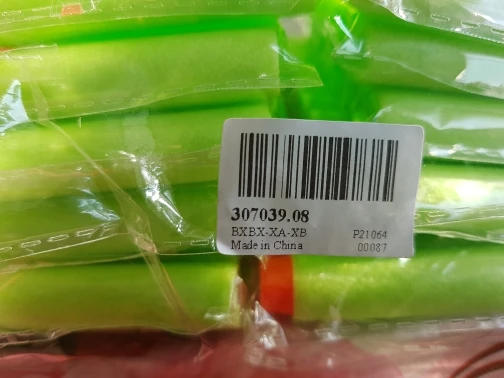 307039.08
BXBX-XA-XB P21064
Made in China 00087